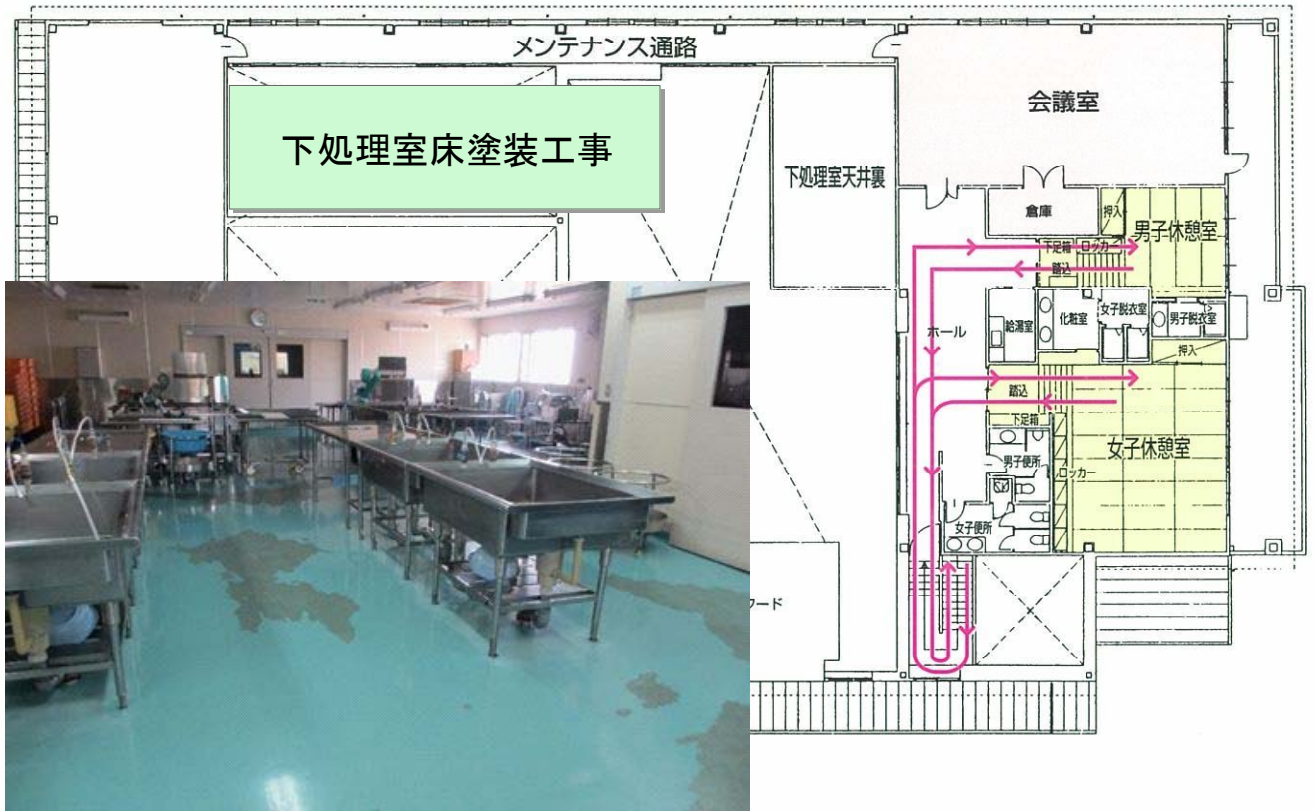 メンテナンス通路
下処理室床塗装工事
会議室
下処理室天井裏
倉庫
押入
男子休憩室
下足箱
ロッカー
踏込
ホール
給湯室
化粧室
女子脱衣室
男子脱衣室
押入
踏込
下足箱
男子便所
ロッカー
女子休憩室
女子便所
ワード